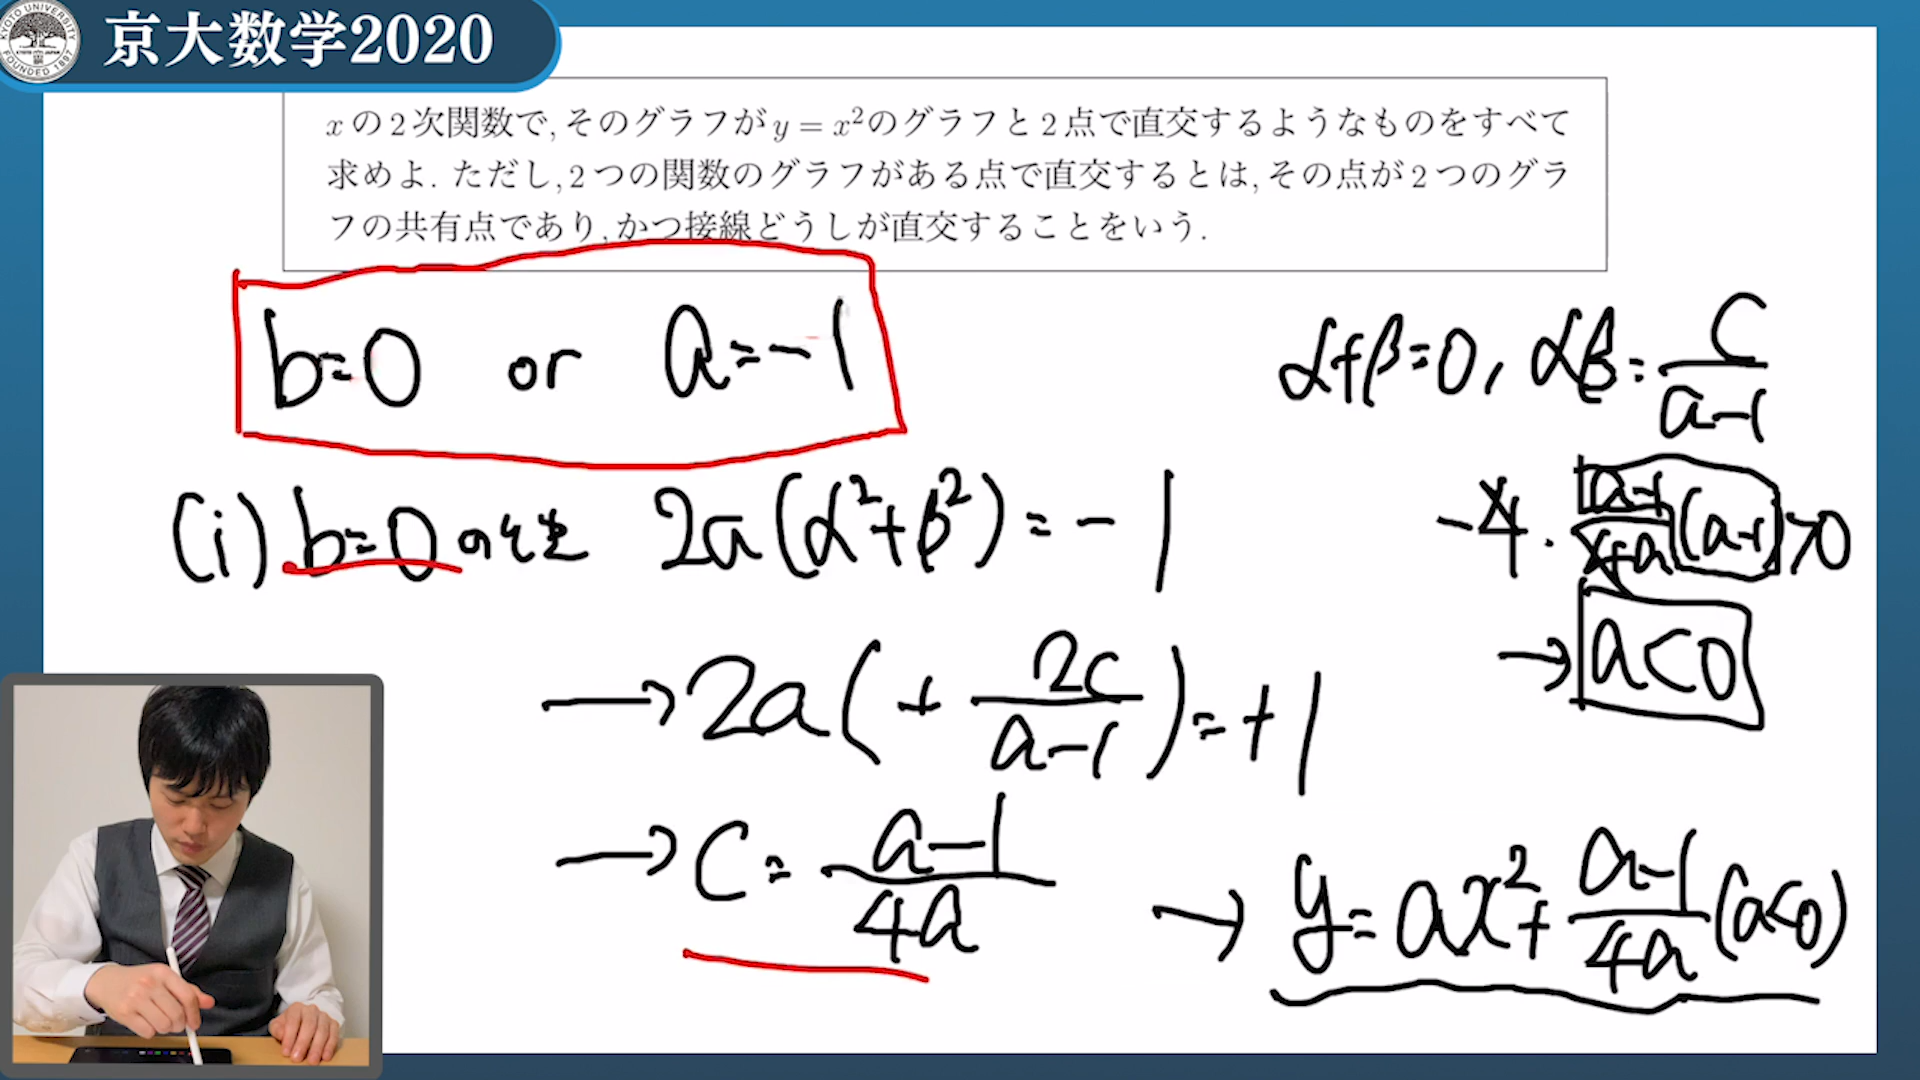 KYOTO UNIVERSITY
FOUNDED 1897
京大数学2020
xの2次関数で, そのグラフがy = x²のグラフと2点で直交するようなものをすべて
求めよ. ただし, 2つの関数のグラフがある点で直交するとは, その点が2つのグラ
フの共有点であり, かつ接線どうしが直交することをいう.
b=0 or a=-1
α+β=0, αβ=c/(a-1)
(i) b=0のとき 2a(α²+β²)=-1
-4·(a-1)/(4a)(a-1)>0
→ a<0
→ 2a(+2c/(a-1))=+1
→ c=(a-1)/(4a)
→ y=ax²+(a-1)/(4a) (a<0)